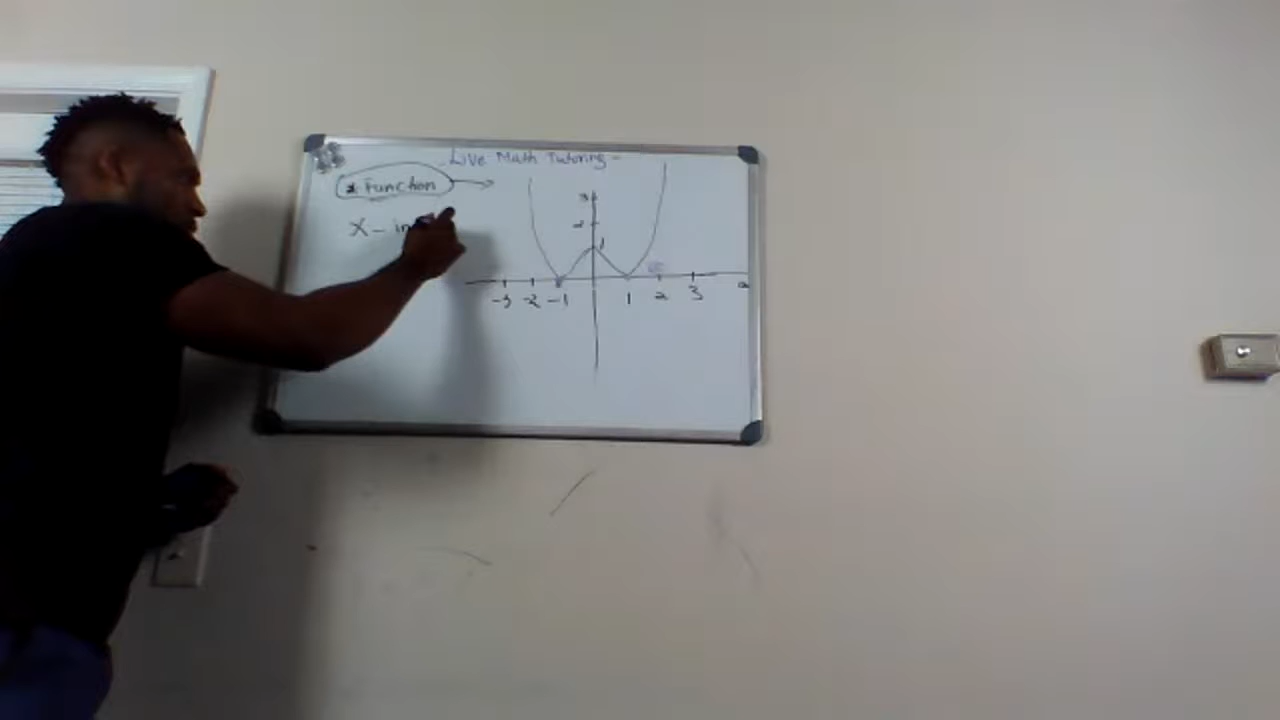 - Live Math Tutoring -
* Function →
X - in
3
2
1
-3 -2 -1 1 2 3